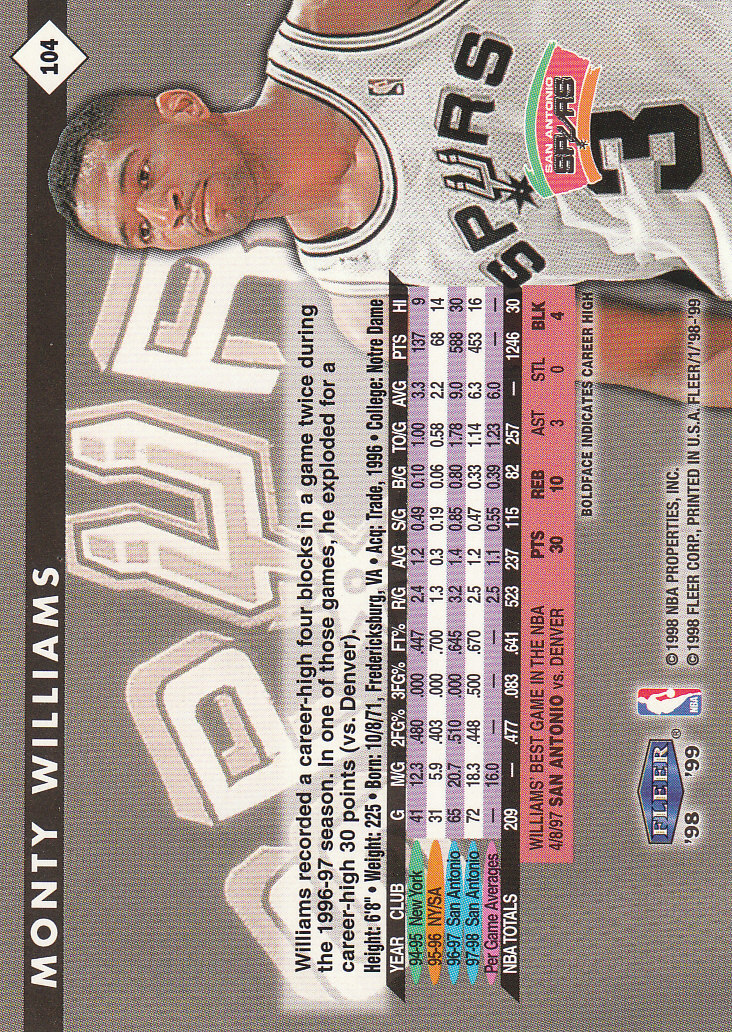 MONTY WILLIAMS
104
SPURS
SAN ANTONIO
SPURS
3
Williams recorded a career-high four blocks in a game twice during
the 1996-97 season. In one of those games, he exploded for a
career-high 30 points (vs. Denver).
Height: 6'8" • Weight: 225 • Born: 10/8/71, Fredericksburg, VA • Acq: Trade, 1996 • College: Notre Dame
YEAR CLUB G M/G 2FG% 3FG% FT% R/G A/G S/G B/G TO/G AVG PTS HI
94-95 New York 41 12.3 .480 .000 .447 2.4 1.2 0.49 0.10 1.00 3.3 137 9
95-96 NY/SA 31 5.9 .403 .000 .700 1.3 0.3 0.19 0.06 0.58 2.2 68 14
96-97 San Antonio 65 20.7 .510 .000 .645 3.2 1.4 0.85 0.80 1.78 9.0 588 30
97-98 San Antonio 72 18.3 .448 .500 .670 2.5 1.2 0.47 0.33 1.14 6.3 453 16
Per Game Averages — 16.0 2.5 1.1 0.55 0.39 1.23 6.0 — —
NBA TOTALS 209 — .477 .083 .641 523 237 115 82 257 — 1246 30
WILLIAMS' BEST GAME IN THE NBA PTS REB AST STL BLK
4/8/97 SAN ANTONIO vs. DENVER 30 10 3 0 4
BOLDFACE INDICATES CAREER HIGH
FLEER®
'98 '99
NBA
©1998 NBA PROPERTIES, INC.
©1998 FLEER CORP., PRINTED IN U.S.A. FLEER/1/'98-'99